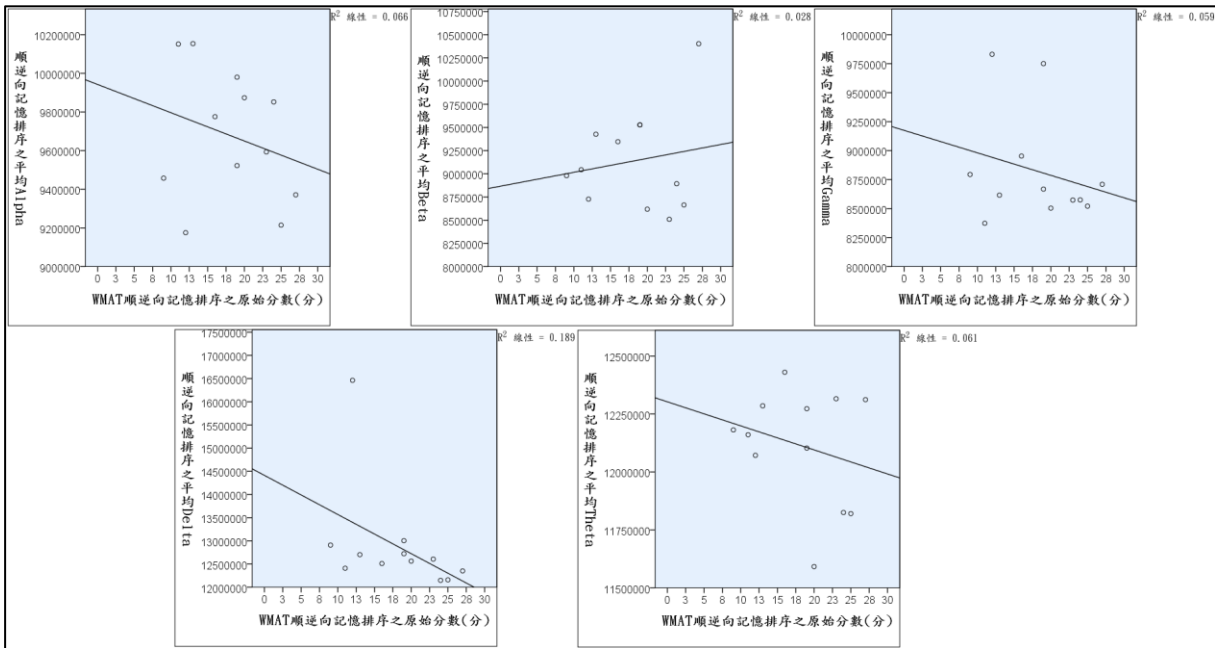 R² 線性 = 0.066
順逆向記憶排序之平均Alpha
10200000
10000000
9800000
9600000
9400000
9200000
9000000
0 3 5 8 10 13 15 18 20 23 25 28 30
WMAT順逆向記憶排序之原始分數(分)
R² 線性 = 0.028
順逆向記憶排序之平均Beta
10750000
10500000
10250000
10000000
9750000
9500000
9250000
9000000
8750000
8500000
8250000
8000000
0 3 5 8 10 13 15 18 20 23 25 28 30
WMAT順逆向記憶排序之原始分數(分)
R² 線性 = 0.059
順逆向記憶排序之平均Gamma
10000000
9750000
9500000
9250000
9000000
8750000
8500000
8250000
8000000
0 3 5 8 10 13 15 18 20 23 25 28 30
WMAT順逆向記憶排序之原始分數(分)
R² 線性 = 0.189
順逆向記憶排序之平均Delta
17500000
17000000
16500000
16000000
15500000
15000000
14500000
14000000
13500000
13000000
12500000
12000000
0 3 5 8 10 13 15 18 20 23 25 28 30
WMAT順逆向記憶排序之原始分數(分)
R² 線性 = 0.061
順逆向記憶排序之平均Theta
12500000
12250000
12000000
11750000
11500000
0 3 5 8 10 13 15 18 20 23 25 28 30
WMAT順逆向記憶排序之原始分數(分)